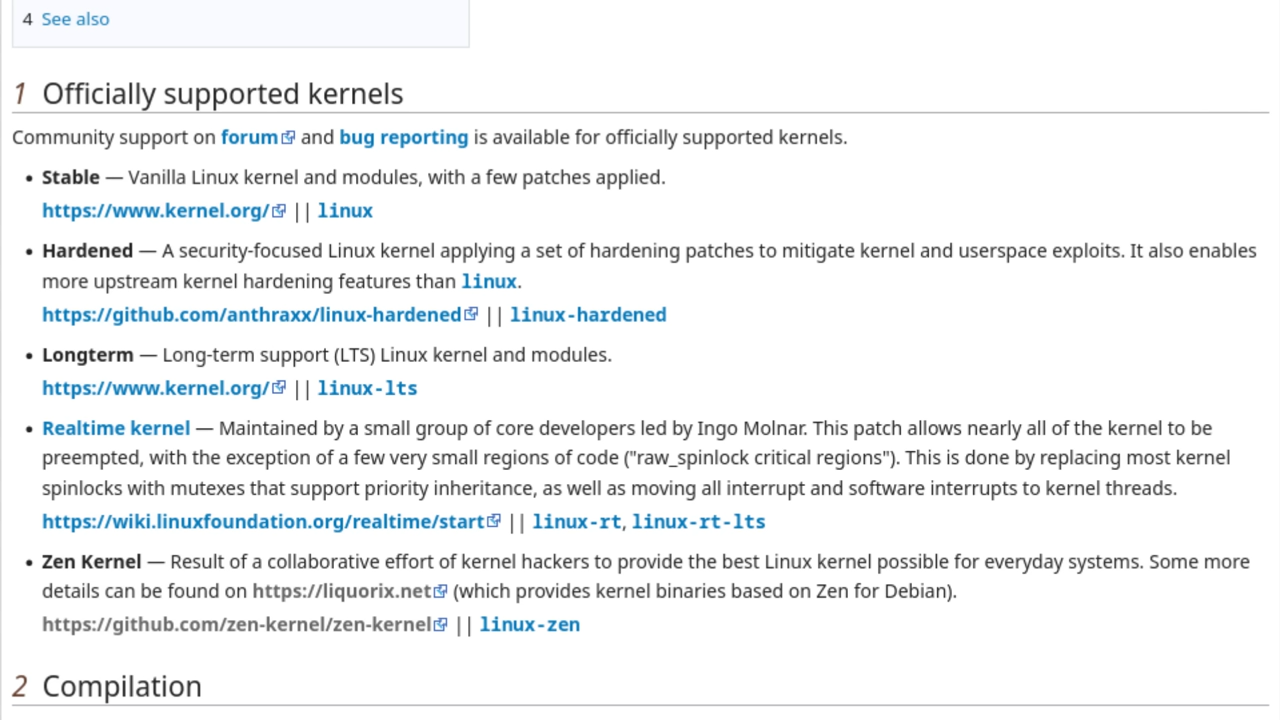 4 See also
1 Officially supported kernels
Community support on forum and bug reporting is available for officially supported kernels.
• Stable — Vanilla Linux kernel and modules, with a few patches applied.
https://www.kernel.org/ || linux
• Hardened — A security-focused Linux kernel applying a set of hardening patches to mitigate kernel and userspace exploits. It also enables
more upstream kernel hardening features than linux.
https://github.com/anthraxx/linux-hardened || linux-hardened
• Longterm — Long-term support (LTS) Linux kernel and modules.
https://www.kernel.org/ || linux-lts
• Realtime kernel — Maintained by a small group of core developers led by Ingo Molnar. This patch allows nearly all of the kernel to be
preempted, with the exception of a few very small regions of code ("raw_spinlock critical regions"). This is done by replacing most kernel
spinlocks with mutexes that support priority inheritance, as well as moving all interrupt and software interrupts to kernel threads.
https://wiki.linuxfoundation.org/realtime/start || linux-rt, linux-rt-lts
• Zen Kernel — Result of a collaborative effort of kernel hackers to provide the best Linux kernel possible for everyday systems. Some more
details can be found on https://liquorix.net (which provides kernel binaries based on Zen for Debian).
https://github.com/zen-kernel/zen-kernel || linux-zen
2 Compilation